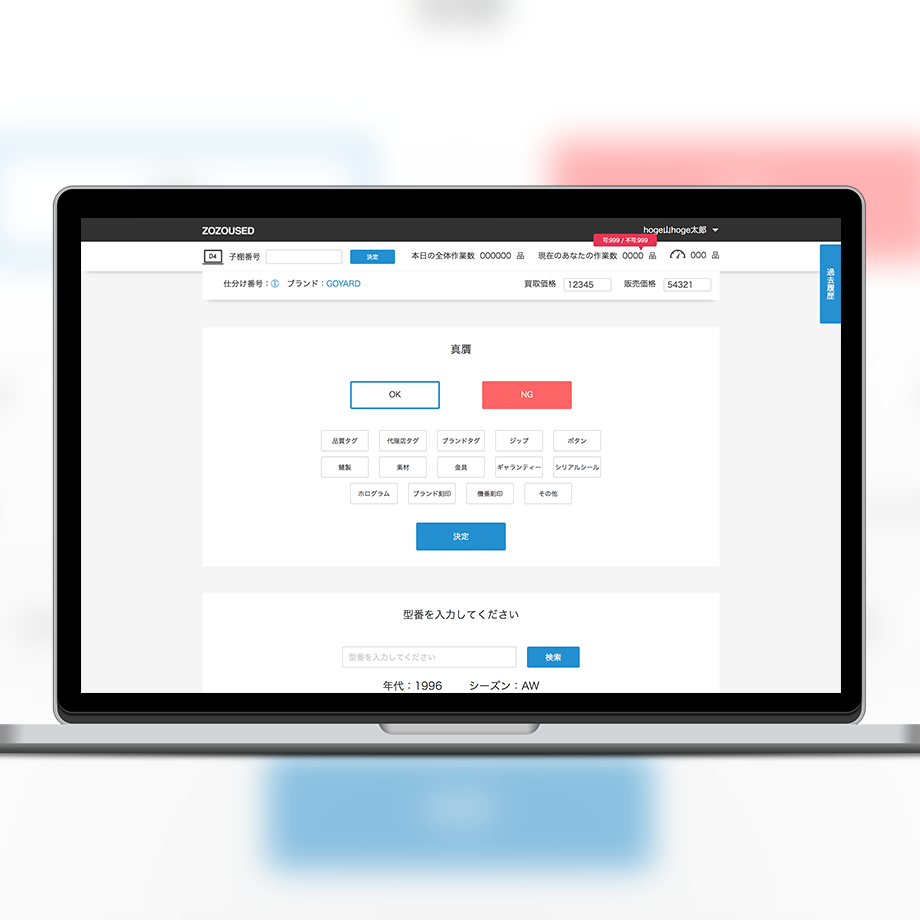 ZOZOUSED hoge山hoge太郎
可:999 / 不可:999
D4 子棚番号 決定 本日の全体作業数 000000 品 現在のあなたの作業数 0000 品 000 品
過去履歴
仕分け番号：① ブランド：GOYARD 買取価格 12345 販売価格 54321
真贋
OK NG
品質タグ 代理店タグ ブランドタグ ジップ ボタン
縫製 素材 金具 ギャランティー シリアルシール
ホログラム ブランド刻印 機番刻印 その他
決定
型番を入力してください
型番を入力してください 検索
年代：1996 シーズン：AW